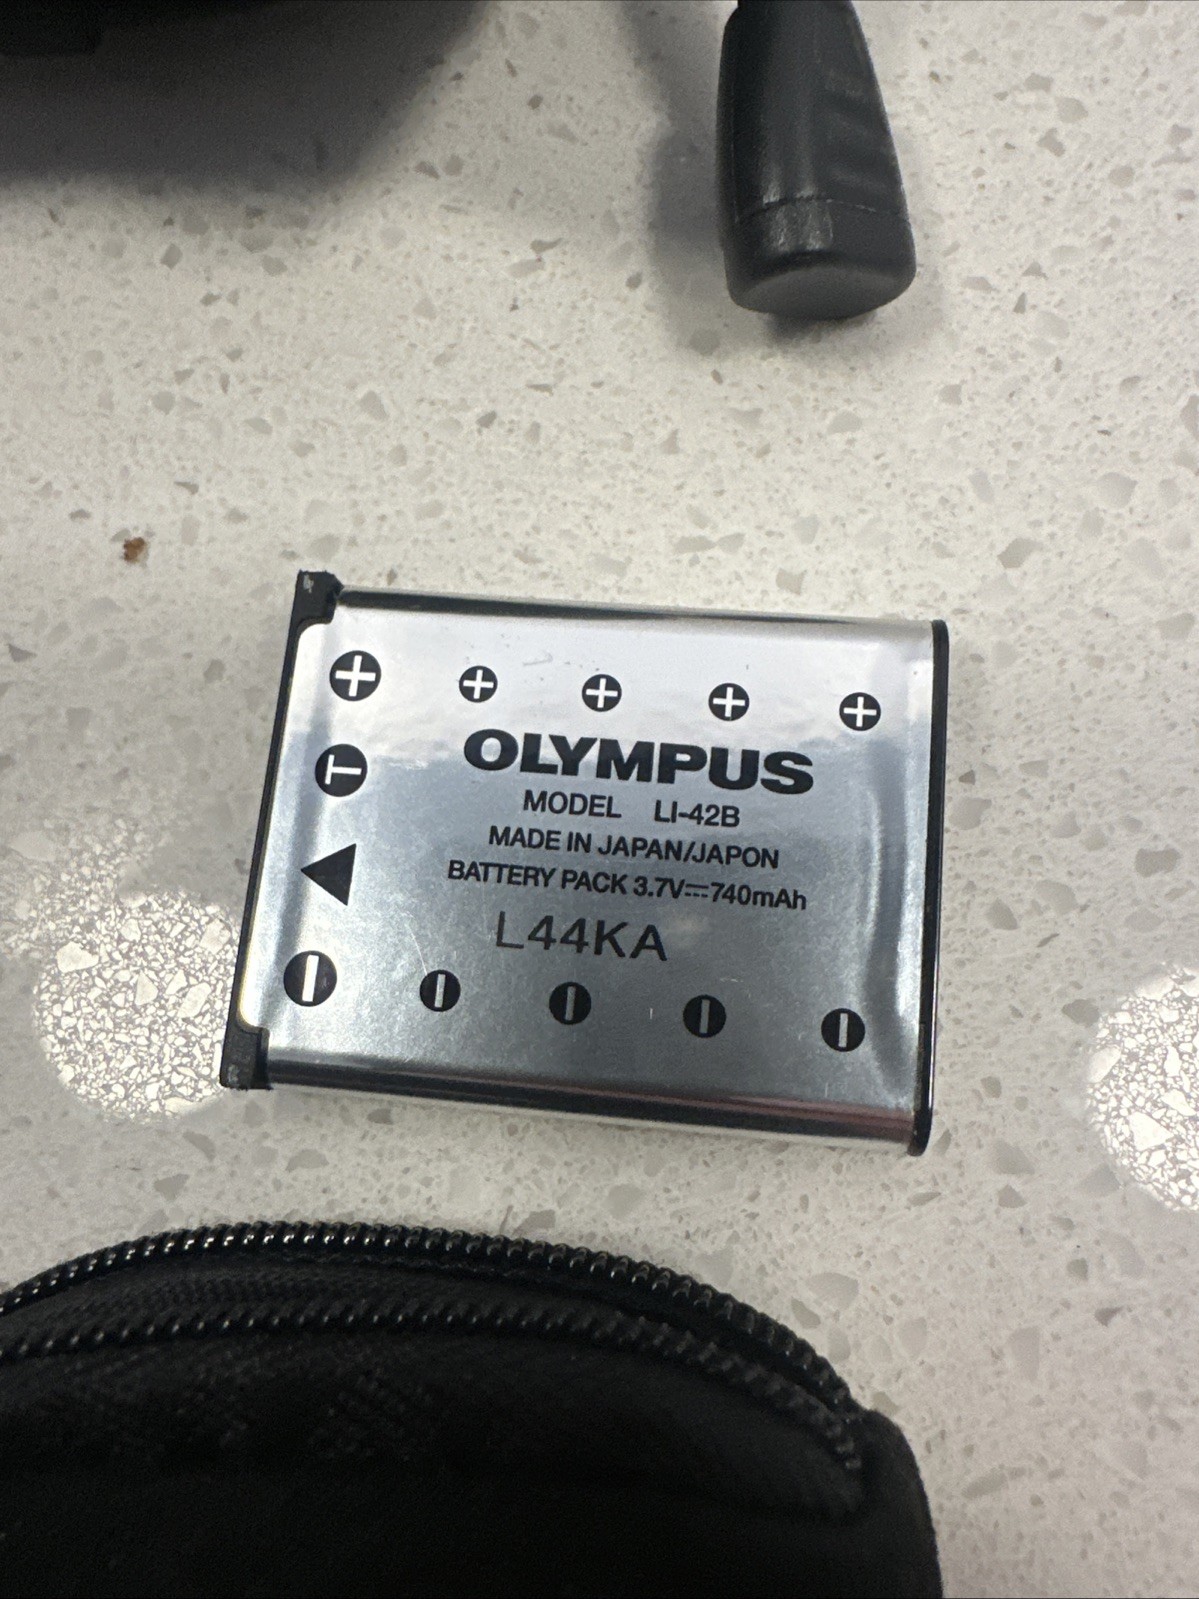 OLYMPUS
MODEL LI-42B
MADE IN JAPAN/JAPON
BATTERY PACK 3.7V⎓740mAh
L44KA